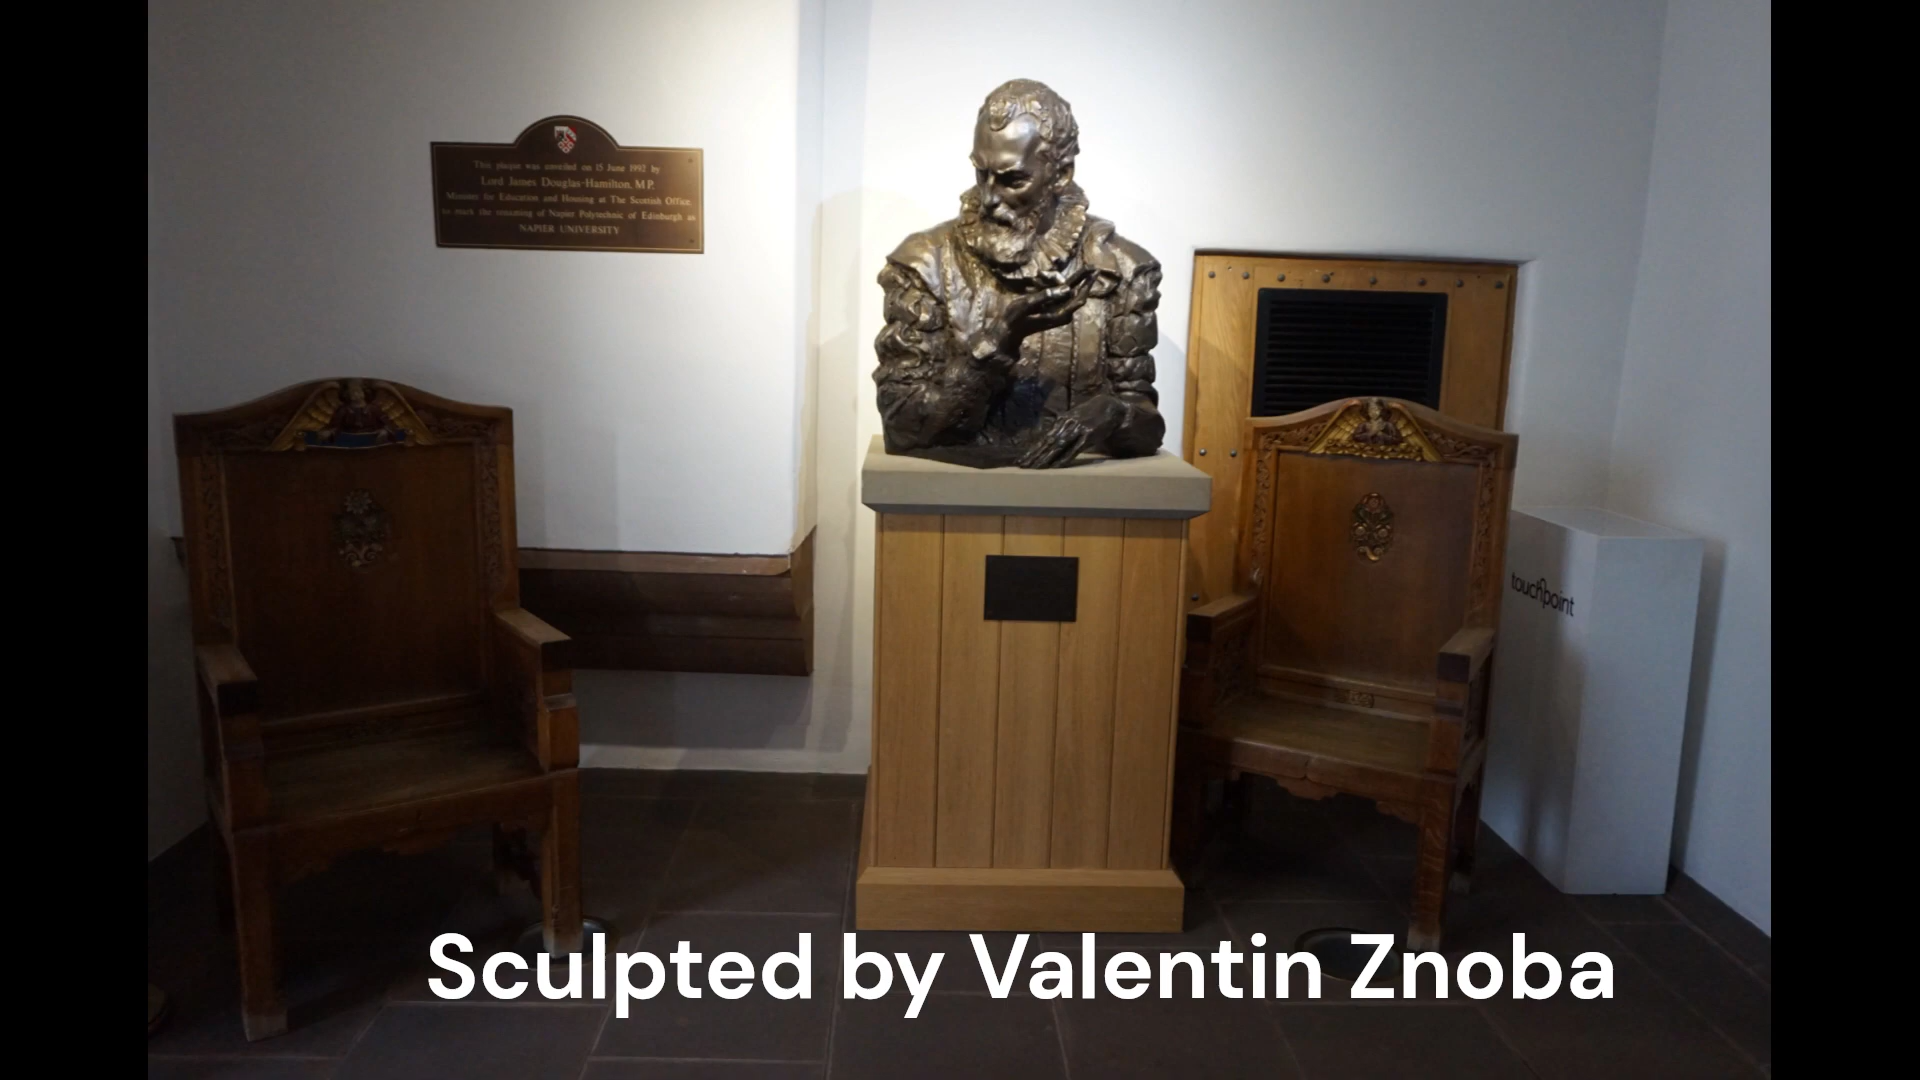 This plaque was unveiled on 15 June 1992 by
Lord James Douglas-Hamilton, M P.
Minister for Education and Housing at The Scottish Office,
to mark the renaming of Napier Polytechnic of Edinburgh as
NAPIER UNIVERSITY
touchpoint
Sculpted by Valentin Znoba